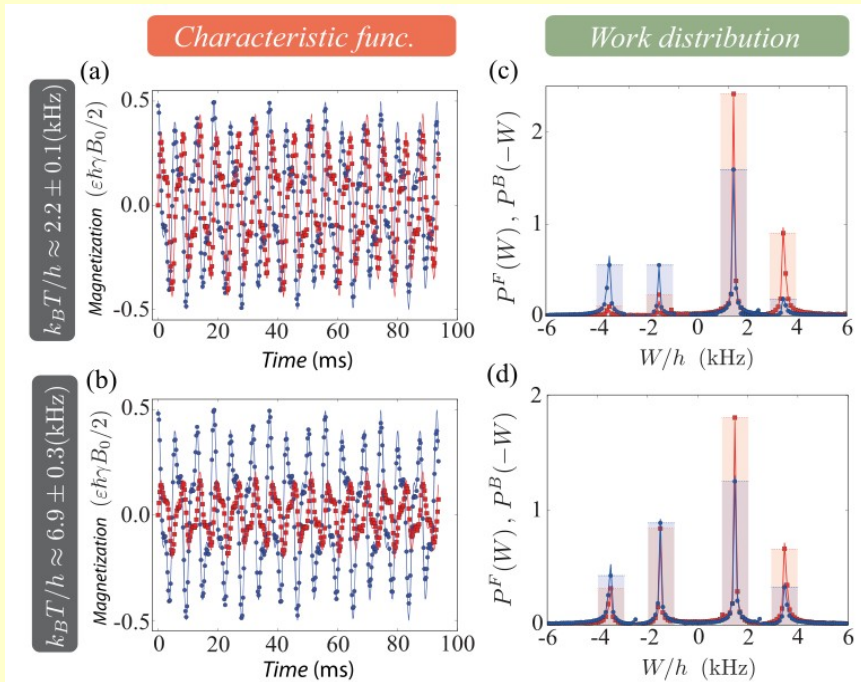 Characteristic func.
Work distribution
k_BT/h ≈ 2.2 ± 0.1(kHz)
(a)
Magnetization (εħγB₀/2)
0.5
0.0
-0.5
0
20
40
60
80
100
Time (ms)
(c)
P^F(W), P^B(-W)
2
1
0
-6
-4
-2
0
2
4
6
W/h (kHz)
k_BT/h ≈ 6.9 ± 0.3(kHz)
(b)
Magnetization (εħγB₀/2)
0.5
0.0
-0.5
0
20
40
60
80
100
Time (ms)
(d)
P^F(W), P^B(-W)
2
1
0
-6
-4
-2
0
2
4
6
W/h (kHz)